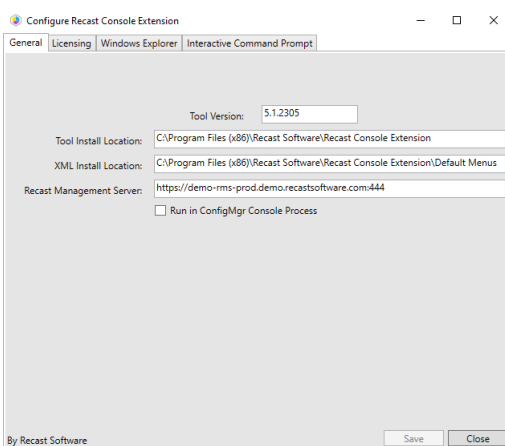 Configure Recast Console Extension
General Licensing Windows Explorer Interactive Command Prompt
Tool Version: 5.1.2305
Tool Install Location: C:\Program Files (x86)\Recast Software\Recast Console Extension
XML Install Location: C:\Program Files (x86)\Recast Software\Recast Console Extension\Default Menus
Recast Management Server: https://demo-rms-prod.demo.recastsoftware.com:444
Run in ConfigMgr Console Process
By Recast Software Save Close